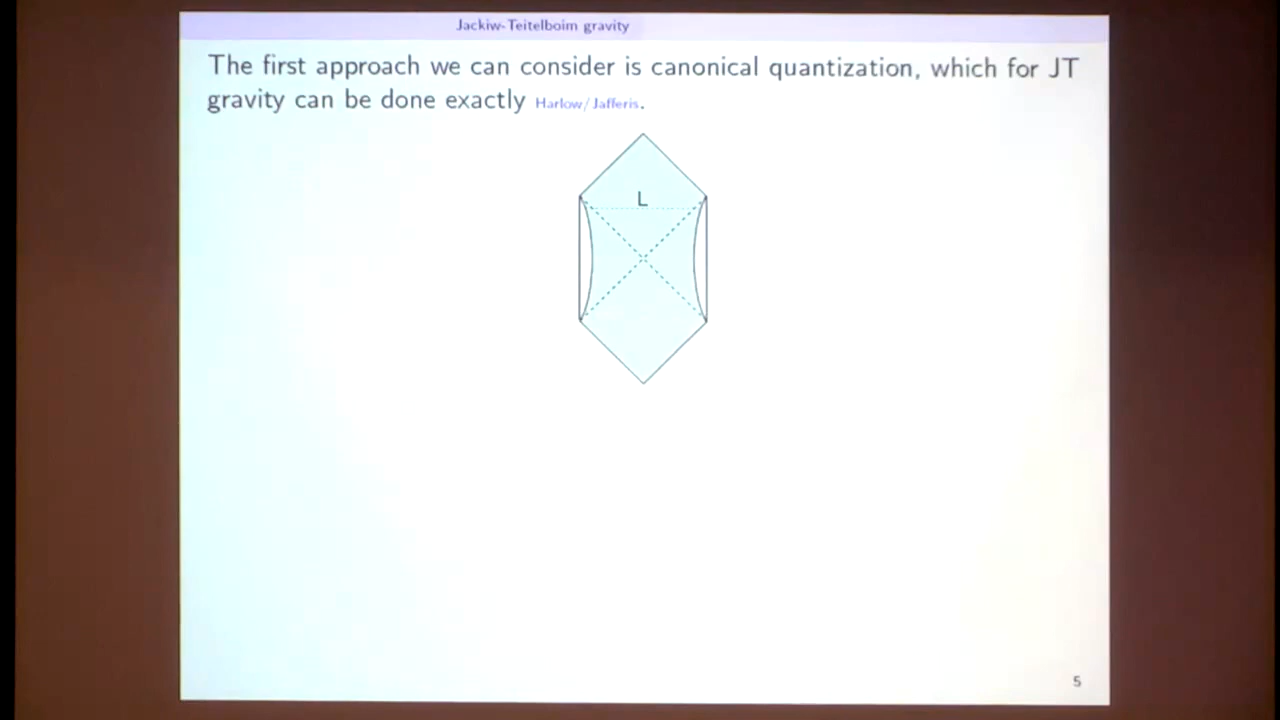 Jackiw-Teitelboim gravity
The first approach we can consider is canonical quantization, which for JT
gravity can be done exactly Harlow/Jafferis.
L
5